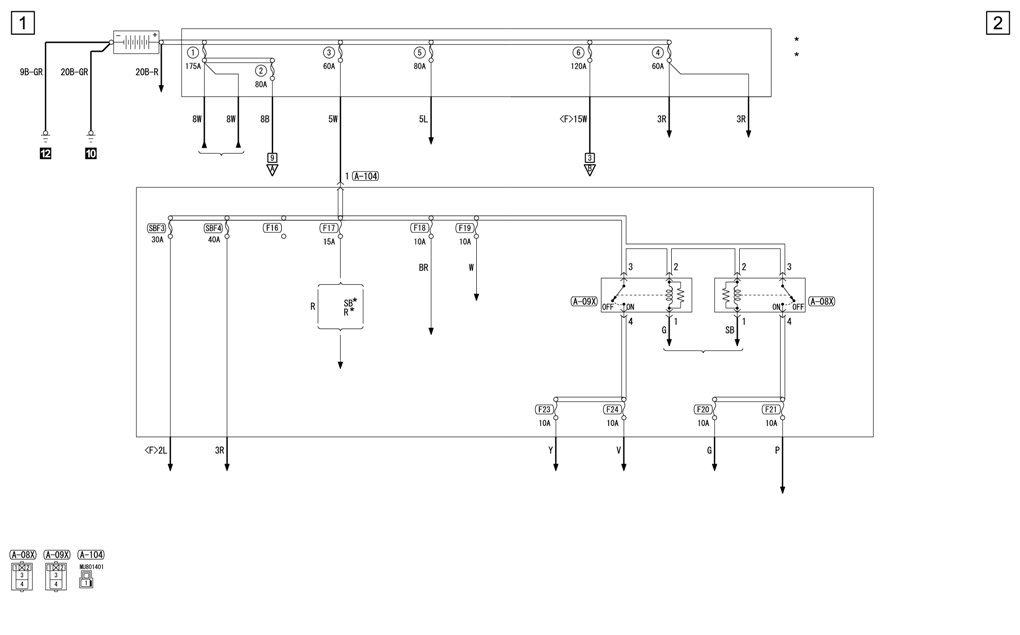 1
2
- +
* 
*
1 3 5 6 4
175A 60A 80A 120A 60A
2
80A
9B-GR 20B-GR 20B-R
8W 8W 8B 5W 5L <F>15W 3R 3R
12 10
9 3
A B
1 A-104
SBF3 SBF4 F16 F17 F18 F19
30A 40A 15A 10A 10A
BR W
3 2 2 3
R SB*
R*
A-09X OFF ON ON OFF A-08X
4 1 1 4
G SB
F23 F24 F20 F21
10A 10A 10A 10A
<F>2L 3R Y V G P
A-08X A-09X A-104
MU801401
1 2 1 2
3 3 1
4 4